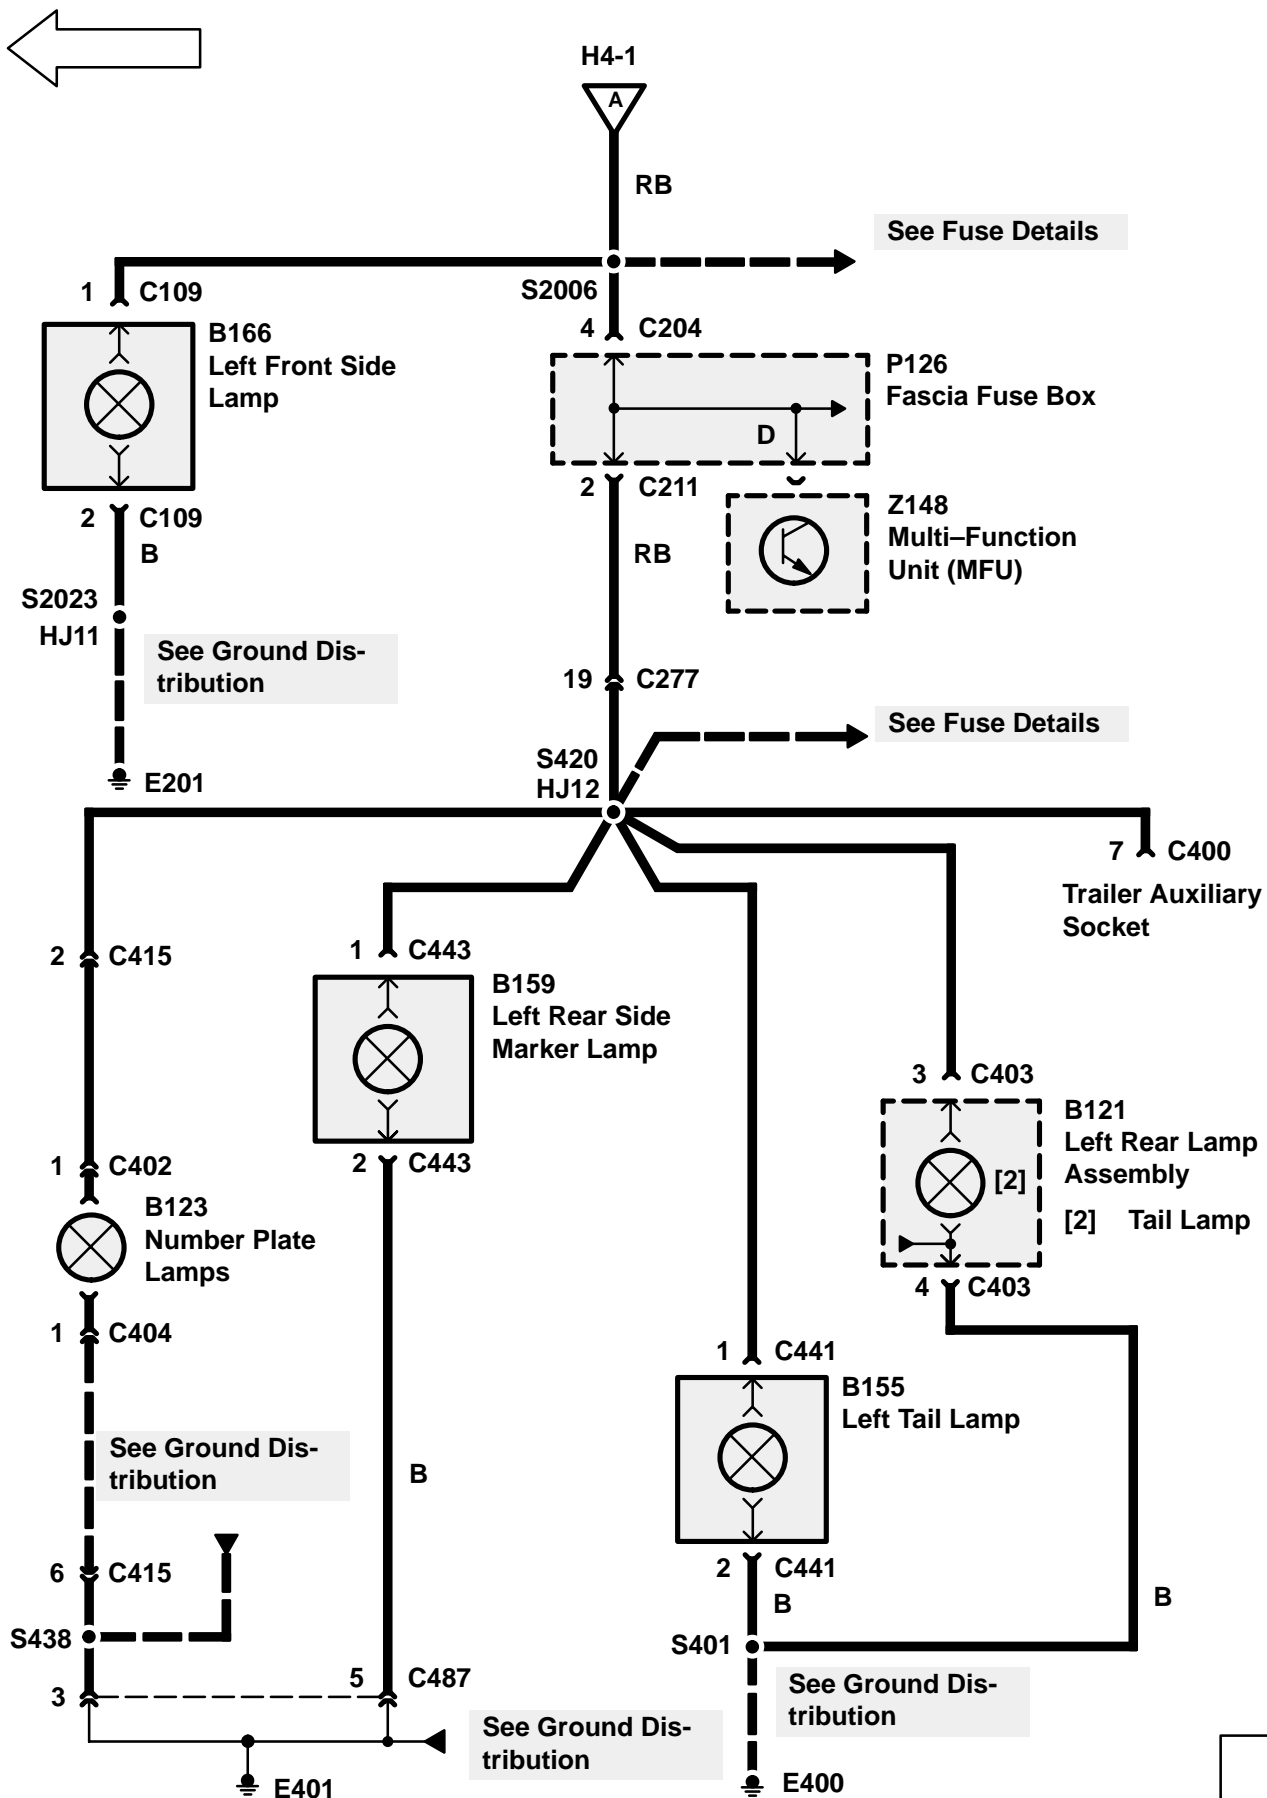 H4-1
A
RB
See Fuse Details
S2006
1 C109
B166
Left Front Side
Lamp
4 C204
P126
Fascia Fuse Box
D
2 C109
B
2 C211
RB
Z148
Multi–Function
Unit (MFU)
S2023
HJ11
See Ground Dis-
tribution
E201
19 C277
See Fuse Details
S420
HJ12
7 C400
Trailer Auxiliary
Socket
2 C415
1 C443
B159
Left Rear Side
Marker Lamp
2 C443
3 C403
B121
Left Rear Lamp
Assembly
[2]
[2] Tail Lamp
4 C403
1 C402
B123
Number Plate
Lamps
1 C404
1 C441
B155
Left Tail Lamp
See Ground Dis-
tribution
B
2 C441
B
B
6 C415
S438
S401
3
5 C487
See Ground Dis-
tribution
See Ground Dis-
tribution
E401
E400